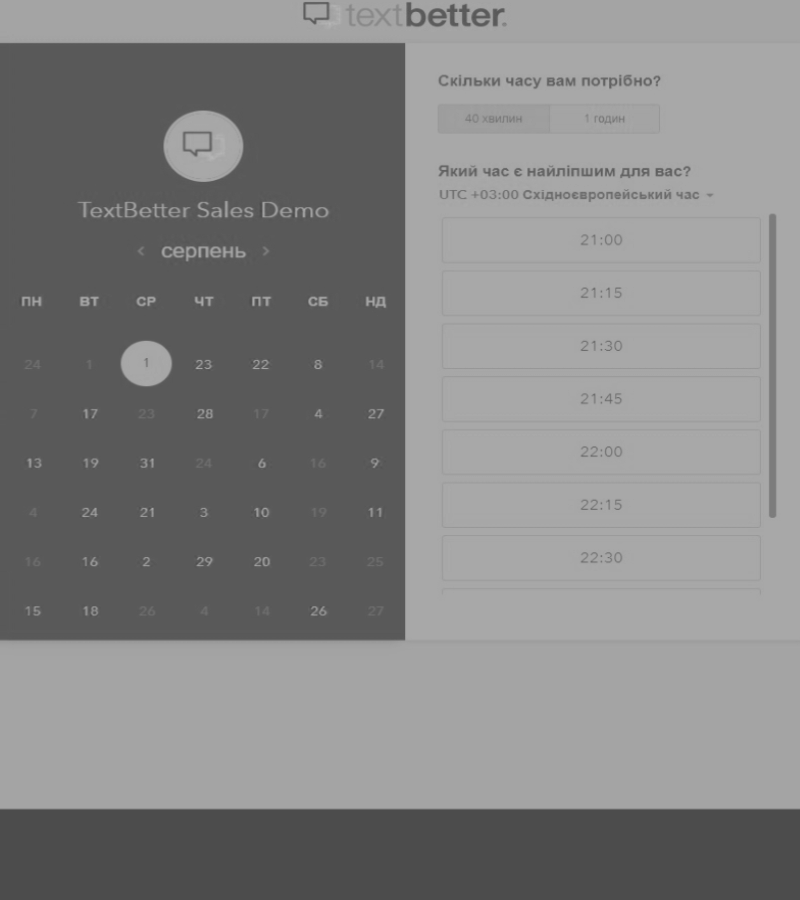 textbetter.
TextBetter Sales Demo
< серпень >
ПН ВТ СР ЧТ ПТ СБ НД
24 1 1 23 22 8 14
7 17 23 28 17 4 27
13 19 31 24 6 16 9
4 24 21 3 10 19 11
16 16 2 29 20 23 25
15 18 26 4 14 26 27
Скільки часу вам потрібно?
40 хвилин 1 годин
Який час є найліпшим для вас?
UTC +03:00 Східноєвропейський час
21:00
21:15
21:30
21:45
22:00
22:15
22:30